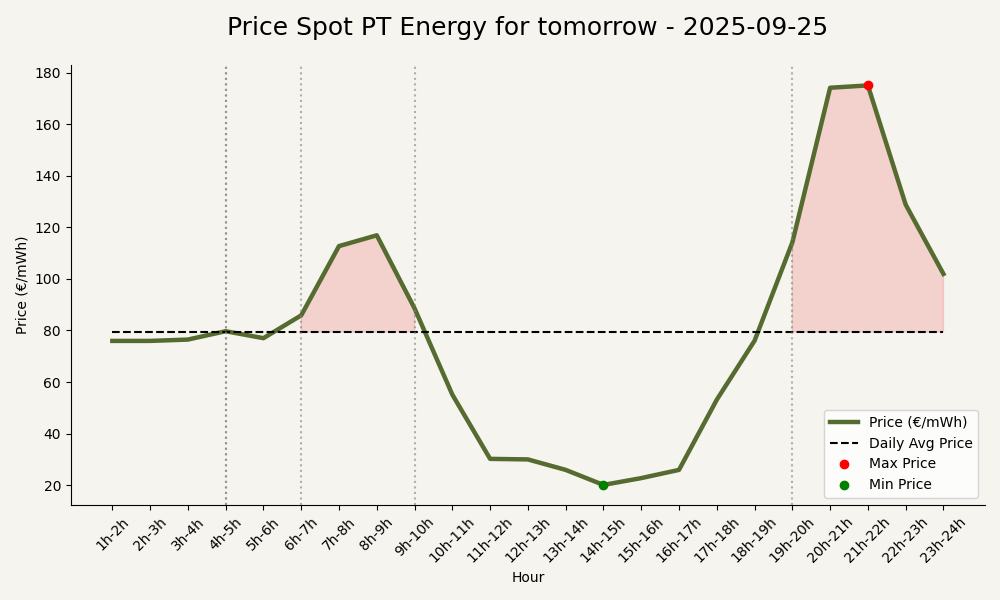 Price Spot PT Energy for tomorrow - 2025-09-25
Price (€/mWh)
180
160
140
120
100
80
60
40
20
Price (€/mWh)
Daily Avg Price
Max Price
Min Price
1h-2h
2h-3h
3h-4h
4h-5h
5h-6h
6h-7h
7h-8h
8h-9h
9h-10h
10h-11h
11h-12h
12h-13h
13h-14h
14h-15h
15h-16h
16h-17h
17h-18h
18h-19h
19h-20h
20h-21h
21h-22h
22h-23h
23h-24h
Hour